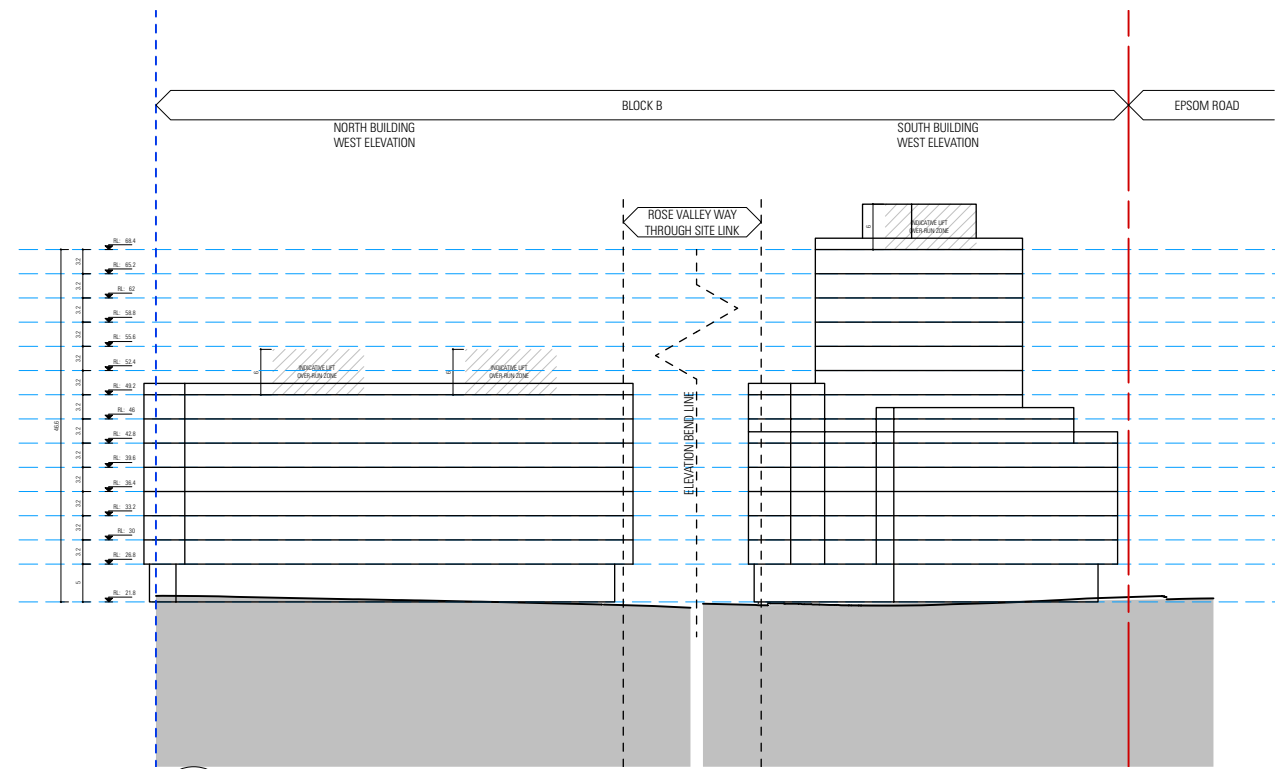 BLOCK B
EPSOM ROAD
NORTH BUILDING
WEST ELEVATION
SOUTH BUILDING
WEST ELEVATION
ROSE VALLEY WAY
THROUGH SITE LINK
INDICATIVE LIFT
OVER-RUN ZONE
6
RL: 68.4
3.2
RL: 65.2
3.2
RL: 62
3.2
RL: 58.8
3.2
RL: 55.6
3.2
RL: 52.4
3.2
RL: 49.2
3.2
RL: 46
3.2
RL: 42.8
3.2
RL: 39.6
3.2
RL: 36.4
3.2
RL: 33.2
3.2
RL: 30
3.2
RL: 26.8
5
RL: 21.8
46.6
6
INDICATIVE LIFT
OVER-RUN ZONE
6
INDICATIVE LIFT
OVER-RUN ZONE
ELEVATION BEND LINE